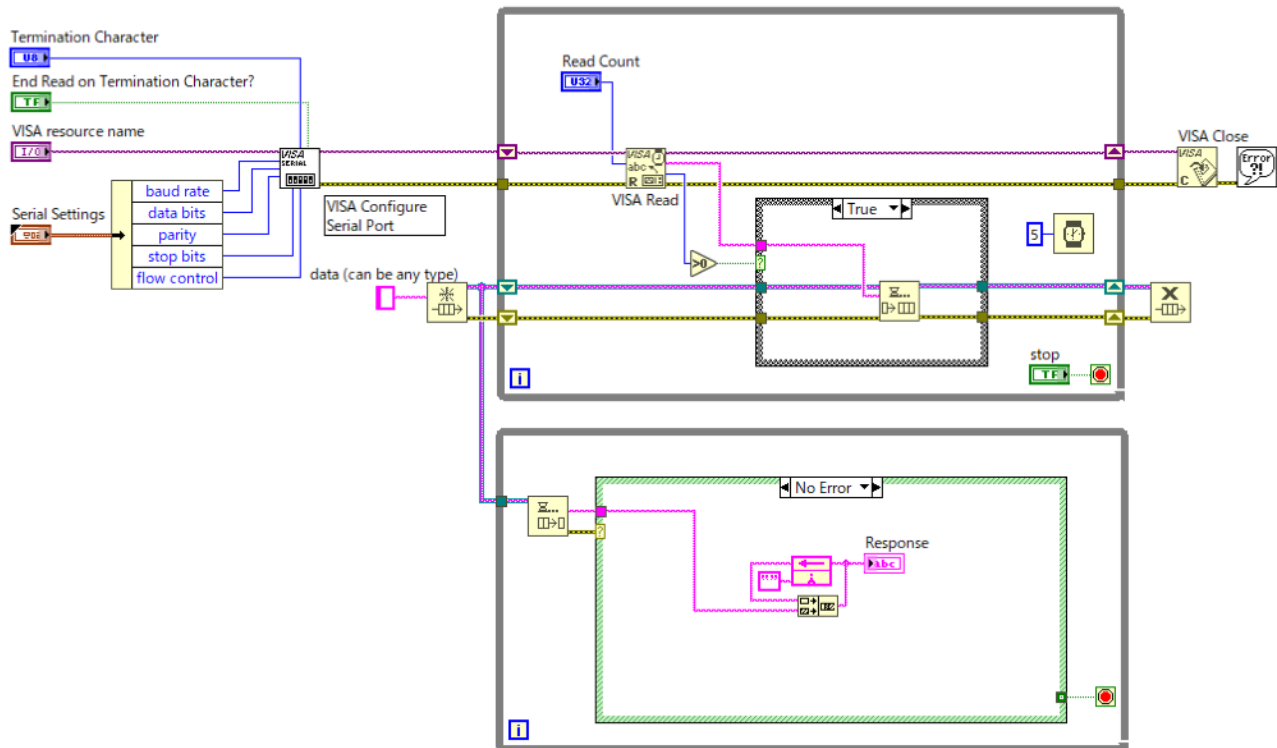 Termination Character
U8
End Read on Termination Character?
TF
VISA resource name
I/O
Serial Settings
baud rate
data bits
parity
stop bits
flow control
VISA
SERIAL
VISA Configure
Serial Port
data (can be any type)
Read Count
U32
VISA
abc
R
VISA Read
>0
?
True
5
stop
TF
i
VISA Close
VISA
C
Error
?!
No Error
?
""
Response
abc
i